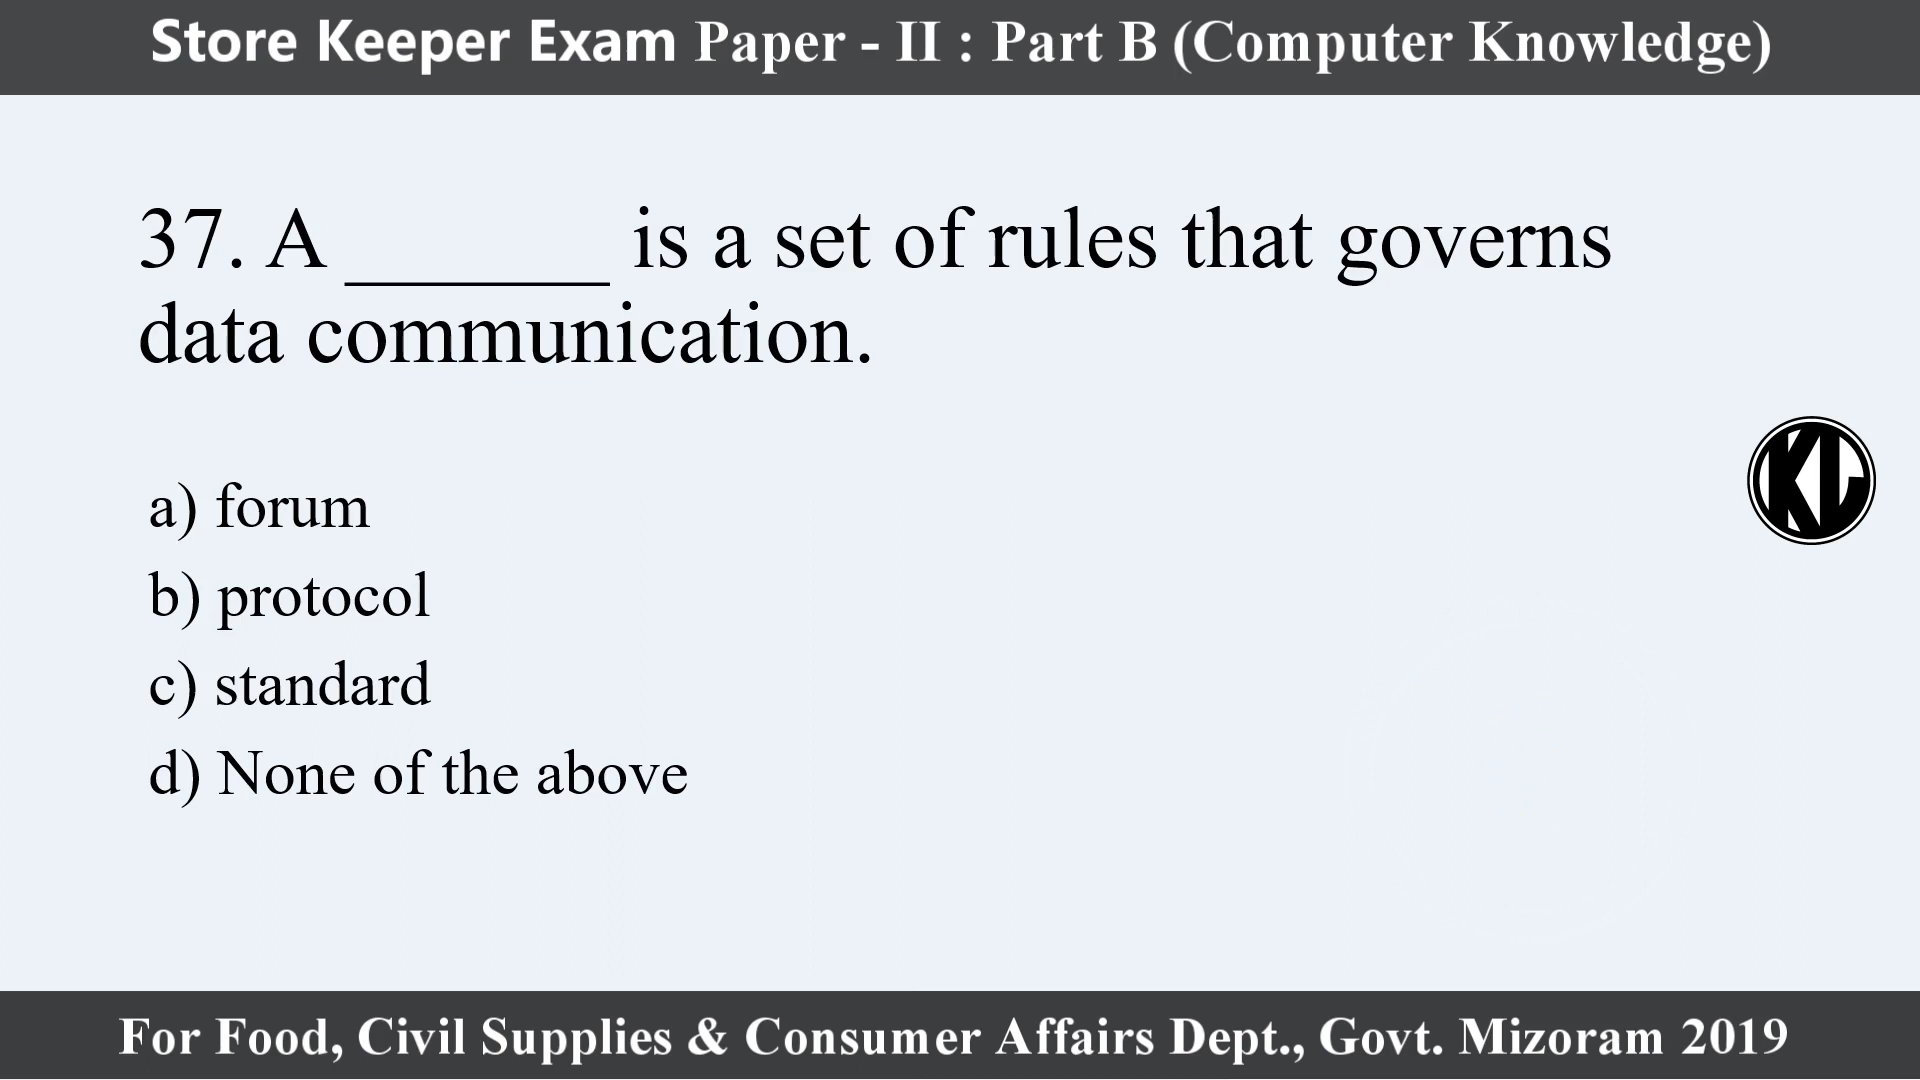 Store Keeper Exam Paper - II : Part B (Computer Knowledge)
37. A ______ is a set of rules that governs
data communication.
KL
a) forum
b) protocol
c) standard
d) None of the above
For Food, Civil Supplies & Consumer Affairs Dept., Govt. Mizoram 2019